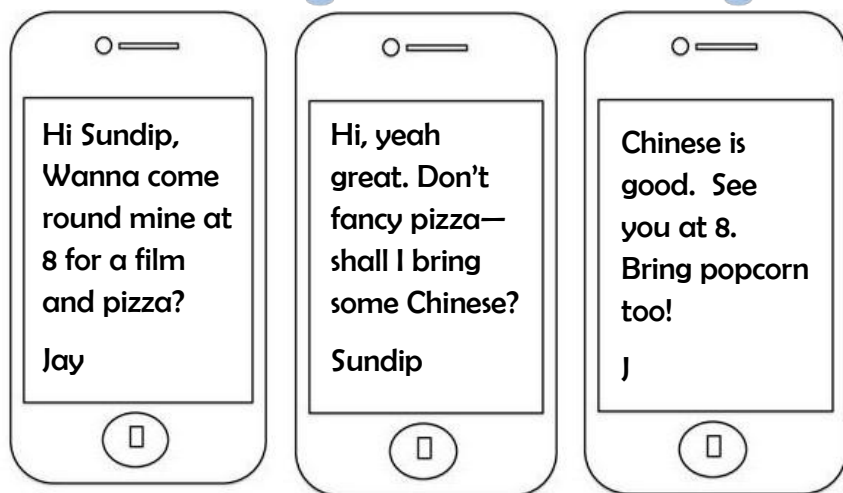 Hi Sundip,
Wanna come
round mine at
8 for a film
and pizza?
Jay
Hi, yeah
great. Don't
fancy pizza—
shall I bring
some Chinese?
Sundip
Chinese is
good.  See
you at 8.
Bring popcorn
too!
J